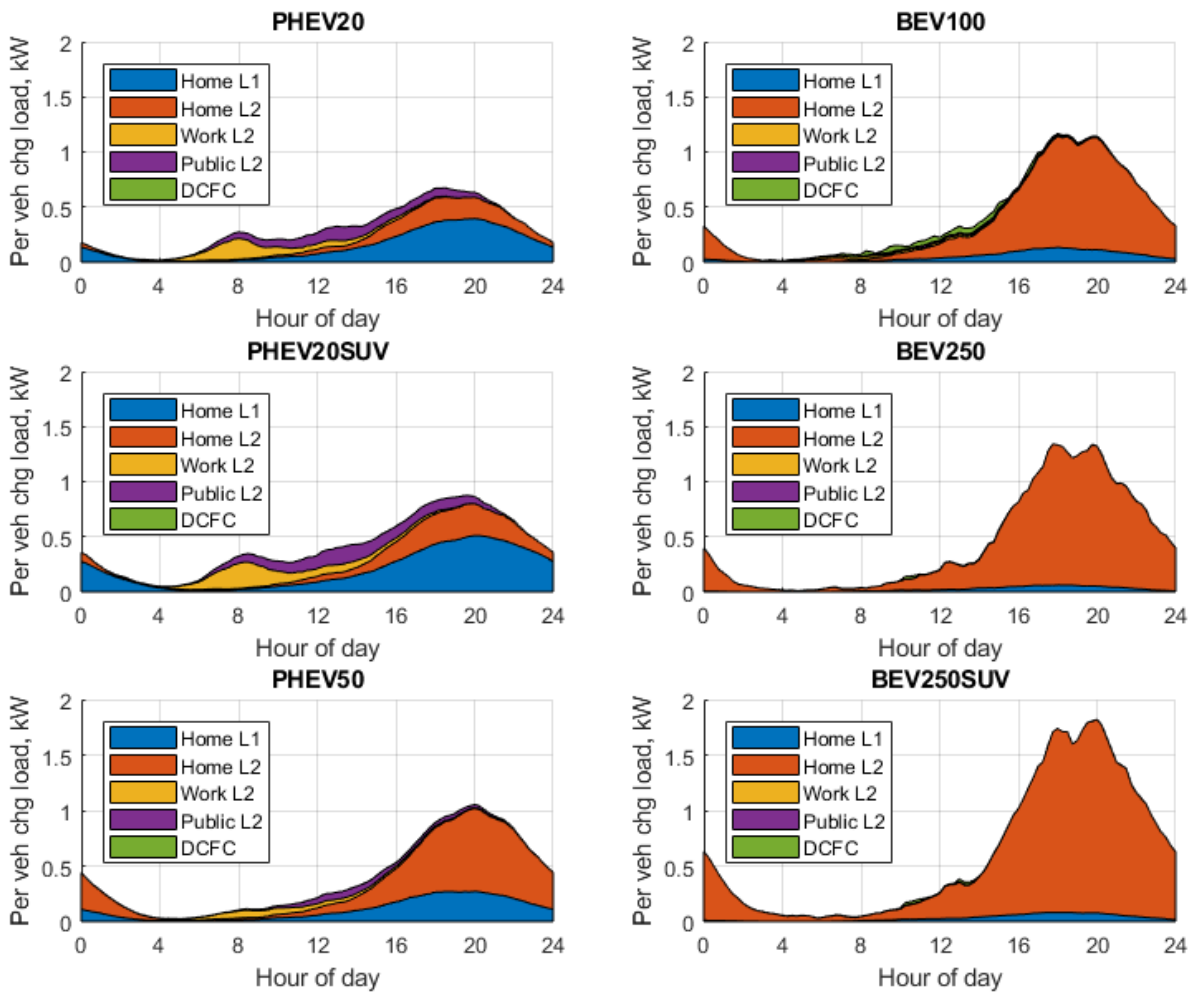 PHEV20
Per veh chg load, kW
2
1.5
1
0.5
0
Home L1
Home L2
Work L2
Public L2
DCFC
0 4 8 12 16 20 24
Hour of day
BEV100
Per veh chg load, kW
2
1.5
1
0.5
0
Home L1
Home L2
Work L2
Public L2
DCFC
0 4 8 12 16 20 24
Hour of day
PHEV20SUV
Per veh chg load, kW
2
1.5
1
0.5
0
Home L1
Home L2
Work L2
Public L2
DCFC
0 4 8 12 16 20 24
Hour of day
BEV250
Per veh chg load, kW
2
1.5
1
0.5
0
Home L1
Home L2
Work L2
Public L2
DCFC
0 4 8 12 16 20 24
Hour of day
PHEV50
Per veh chg load, kW
2
1.5
1
0.5
0
Home L1
Home L2
Work L2
Public L2
DCFC
0 4 8 12 16 20 24
Hour of day
BEV250SUV
Per veh chg load, kW
2
1.5
1
0.5
0
Home L1
Home L2
Work L2
Public L2
DCFC
0 4 8 12 16 20 24
Hour of day